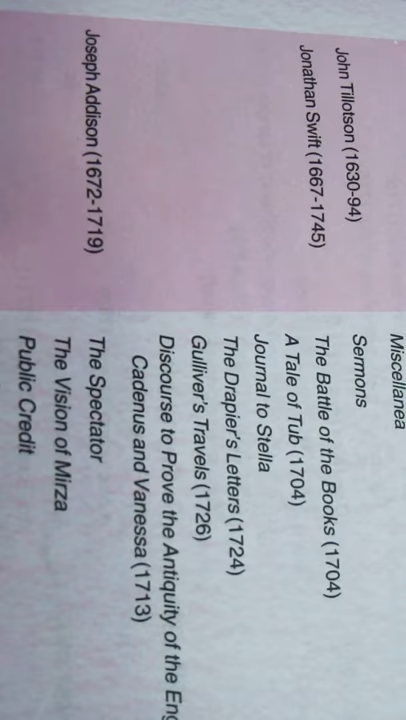 Miscellanea
John Tillotson (1630-94) Sermons
Jonathan Swift (1667-1745) The Battle of the Books (1704)
A Tale of Tub (1704)
Journal to Stella
The Drapier's Letters (1724)
Gulliver's Travels (1726)
Discourse to Prove the Antiquity of the Eng
Cadenus and Vanessa (1713)
Joseph Addison (1672-1719) The Spectator
The Vision of Mirza
Public Credit